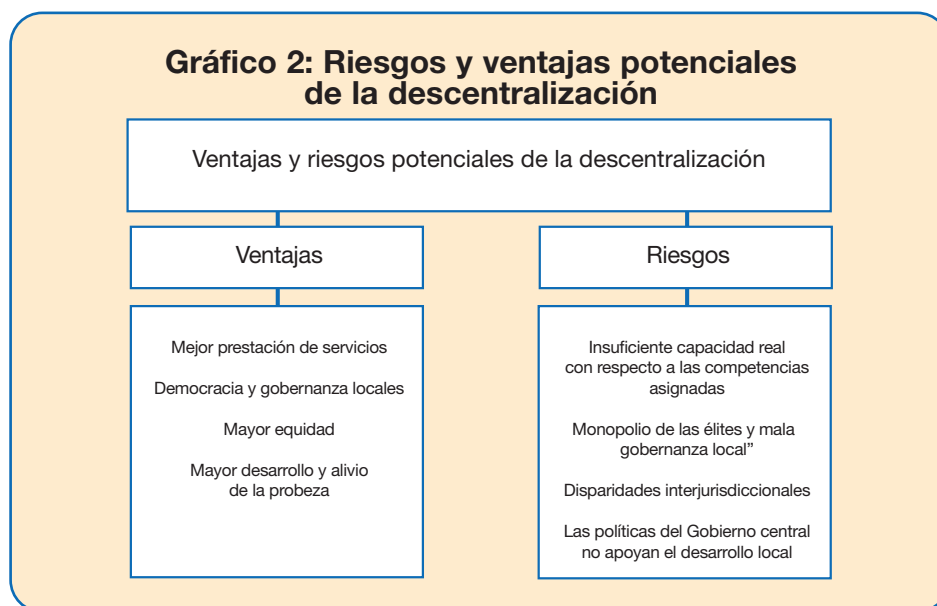 Gráfico 2: Riesgos y ventajas potenciales
de la descentralización
Ventajas y riesgos potenciales de la descentralización
Ventajas
Mejor prestación de servicios
Democracia y gobernanza locales
Mayor equidad
Mayor desarrollo y alivio
de la probeza
Riesgos
Insuficiente capacidad real
con respecto a las competencias
asignadas
Monopolio de las élites y mala
gobernanza local”
Disparidades interjurisdiccionales
Las políticas del Gobierno central
no apoyan el desarrollo local